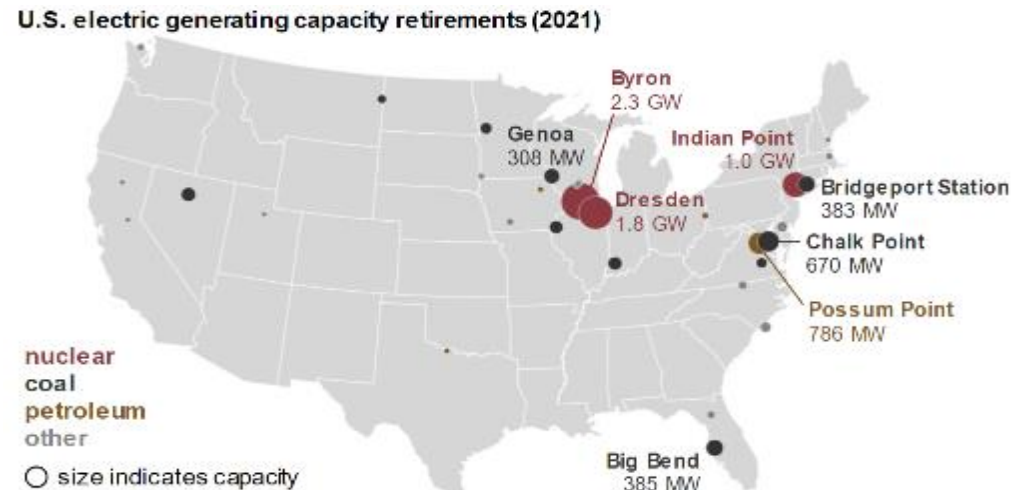 U.S. electric generating capacity retirements (2021)
Byron
2.3 GW
Genoa
308 MW
Indian Point
1.0 GW
Dresden
1.8 GW
Bridgeport Station
383 MW
Chalk Point
670 MW
Possum Point
786 MW
nuclear
coal
petroleum
other
size indicates capacity
Big Bend
385 MW